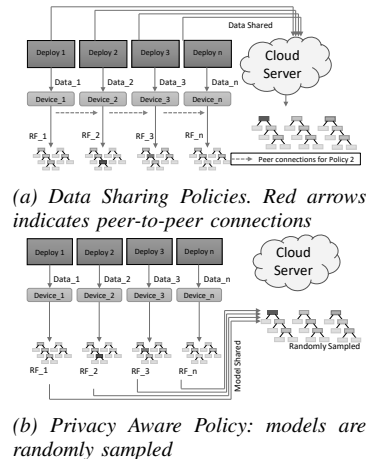 Data Shared
Deploy 1 Deploy 2 Deploy 3 Deploy n
Cloud
Server
Data_1 Data_2 Data_3 Data_n
Device_1 Device_2 Device_3 Device_n
RF_1 RF_2 RF_3 RF_n
Peer connections for Policy 2
(a) Data Sharing Policies. Red arrows
indicates peer-to-peer connections
Deploy 1 Deploy 2 Deploy 3 Deploy n
Cloud
Server
Data_1 Data_2 Data_3 Data_n
Device_1 Device_2 Device_3 Device_n
Randomly Sampled
RF_1 RF_2 RF_3 RF_n
Model Shared
(b) Privacy Aware Policy: models are
randomly sampled